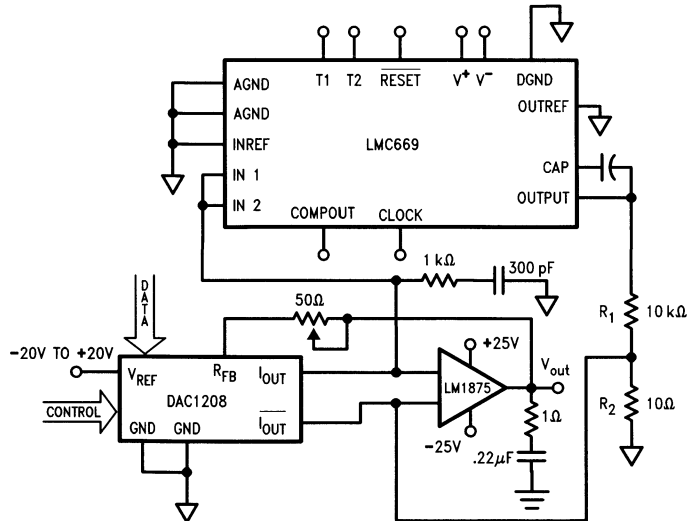 T1 T2 RESET V+ V- DGND
AGND
AGND
INREF
IN 1
IN 2
LMC669
OUTREF
CAP
OUTPUT
COMPOUT CLOCK
1 kΩ
300 pF
50Ω
DATA
R1 10 kΩ
-20V TO +20V
VREF
RFB
IOUT
+25V
Vout
DAC1208
LM1875
CONTROL
GND GND
IOUT
-25V
1Ω
R2 10Ω
.22μF